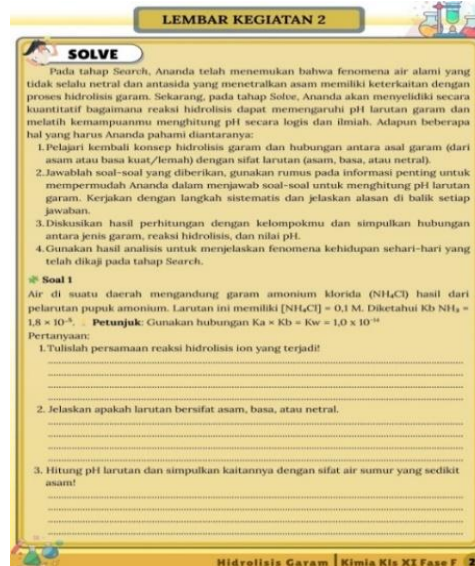 LEMBAR KEGIATAN 2
SOLVE
Pada tahap Search, Ananda telah menemukan bahwa fenomena air alami yang
tidak selalu netral dan antasida yang menetralkan asam memiliki keterkaitan dengan
proses hidrolisis garam. Sekarang, pada tahap Solve, Ananda akan menyelidiki secara
kuantitatif bagaimana reaksi hidrolisis dapat memengaruhi pH larutan garam dan
melatih kemampuanmu menghitung pH secara logis dan ilmiah. Adapun beberapa
hal yang harus Ananda pahami diantaranya:
1. Pelajari kembali konsep hidrolisis garam dan hubungan antara asal garam (dari
asam atau basa kuat/lemah) dengan sifat larutan (asam, basa, atau netral).
2. Jawablah soal-soal yang diberikan, gunakan rumus pada informasi penting untuk
mempermudah Ananda dalam menjawab soal-soal untuk menghitung pH larutan
garam. Kerjakan dengan langkah sistematis dan jelaskan alasan di balik setiap
jawaban.
3. Diskusikan hasil perhitungan dengan kelompokmu dan simpulkan hubungan
antara jenis garam, reaksi hidrolisis, dan nilai pH.
4. Gunakan hasil analisis untuk menjelaskan fenomena kehidupan sehari-hari yang
telah dikaji pada tahap Search.
Soal 1
Air di suatu daerah mengandung garam amonium klorida (NH₄Cl) hasil dari
pelarutan pupuk amonium. Larutan ini memiliki [NH₄Cl] = 0,1 M. Diketahui Kb NH₃ =
1,8 × 10⁻⁵. . Petunjuk: Gunakan hubungan Ka × Kb = Kw = 1,0 x 10⁻¹⁴
Pertanyaan:
1. Tulislah persamaan reaksi hidrolisis ion yang terjadi!
2. Jelaskan apakah larutan bersifat asam, basa, atau netral.
3. Hitung pH larutan dan simpulkan kaitannya dengan sifat air sumur yang sedikit
asam!
Hidrolisis Garam | Kimia Kls XI Fase F